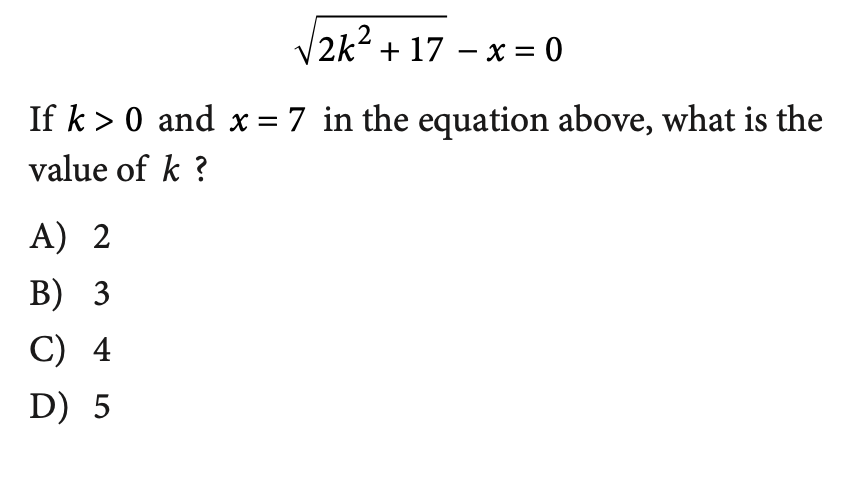 √2k² + 17 − x = 0
If k > 0 and x = 7 in the equation above, what is the
value of k ?
A) 2
B) 3
C) 4
D) 5